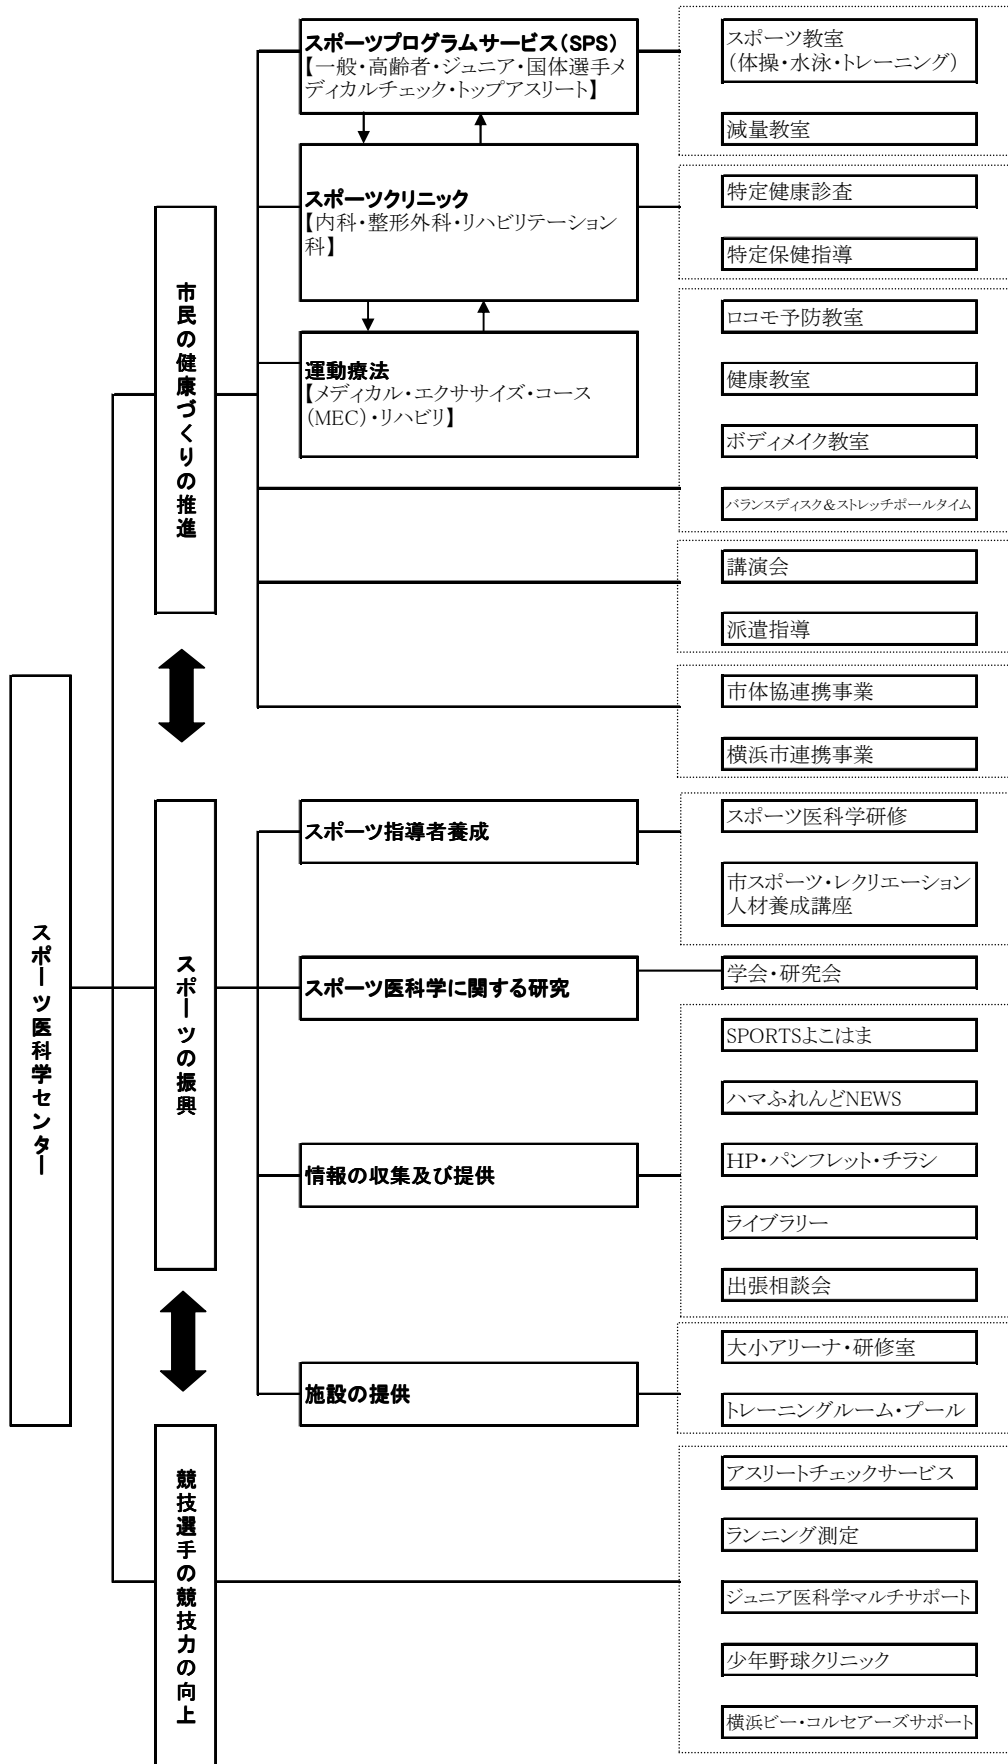 スポーツ医科学センター
市民の健康づくりの推進
スポーツプログラムサービス(SPS)
【一般・高齢者・ジュニア・国体選手メ
ディカルチェック・トップアスリート】
スポーツクリニック
【内科・整形外科・リハビリテーション
科】
運動療法
【メディカル・エクササイズ・コース
(MEC)・リハビリ】
スポーツ教室
(体操・水泳・トレーニング)
減量教室
特定健康診査
特定保健指導
ロコモ予防教室
健康教室
ボディメイク教室
バランスディスク&ストレッチポールタイム
講演会
派遣指導
市体協連携事業
横浜市連携事業
スポーツの振興
スポーツ指導者養成
スポーツ医科学研修
市スポーツ・レクリエーション
人材養成講座
スポーツ医科学に関する研究
学会・研究会
情報の収集及び提供
SPORTSよこはま
ハマふれんどNEWS
HP・パンフレット・チラシ
ライブラリー
出張相談会
施設の提供
大小アリーナ・研修室
トレーニングルーム・プール
競技選手の競技力の向上
アスリートチェックサービス
ランニング測定
ジュニア医科学マルチサポート
少年野球クリニック
横浜ビー・コルセアーズサポート